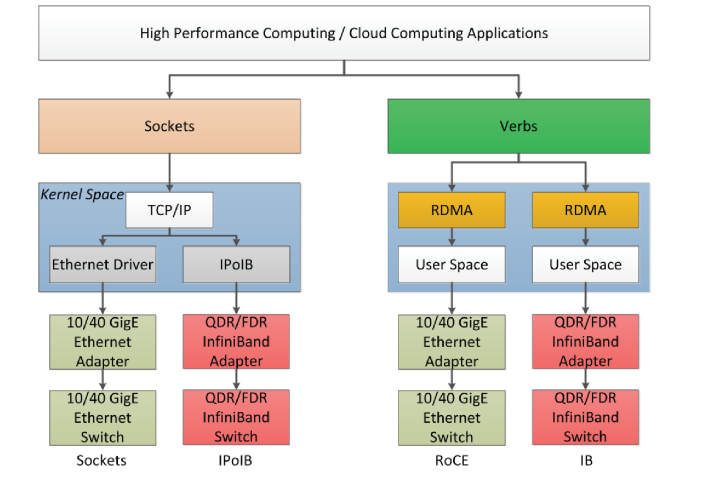 High Performance Computing / Cloud Computing Applications
Sockets
Verbs
Kernel Space
TCP/IP
RDMA
RDMA
Ethernet Driver
IPoIB
User Space
User Space
10/40 GigE
Ethernet
Adapter
QDR/FDR
InfiniBand
Adapter
10/40 GigE
Ethernet
Adapter
QDR/FDR
InfiniBand
Adapter
10/40 GigE
Ethernet
Switch
QDR/FDR
InfiniBand
Switch
10/40 GigE
Ethernet
Switch
QDR/FDR
InfiniBand
Switch
Sockets
IPoIB
RoCE
IB